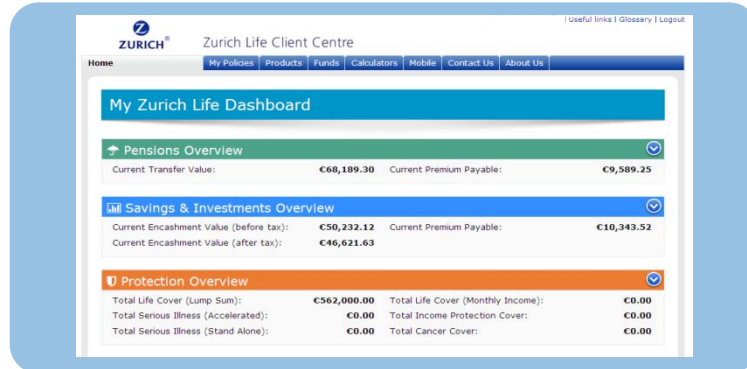 | Useful links | Glossary | Logout
ZURICH® Zurich Life Client Centre
Home My Policies Products Funds Calculators Mobile Contact Us About Us
My Zurich Life Dashboard
Pensions Overview
Current Transfer Value: €68,189.30 Current Premium Payable: €9,589.25
Savings & Investments Overview
Current Encashment Value (before tax): €50,232.12 Current Premium Payable: €10,343.52
Current Encashment Value (after tax): €46,621.63
Protection Overview
Total Life Cover (Lump Sum): €562,000.00 Total Life Cover (Monthly Income): €0.00
Total Serious Illness (Accelerated): €0.00 Total Income Protection Cover: €0.00
Total Serious Illness (Stand Alone): €0.00 Total Cancer Cover: €0.00